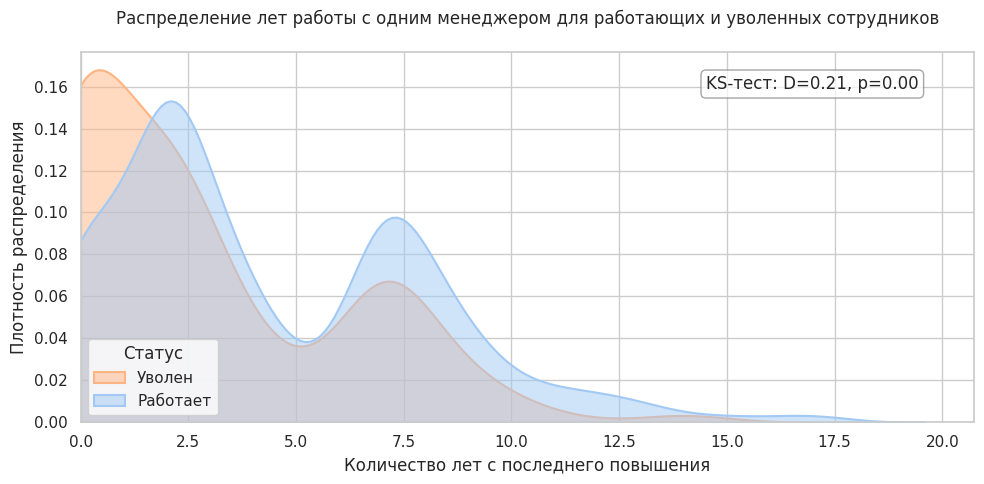 Распределение лет работы с одним менеджером для работающих и уволенных сотрудников
KS-тест: D=0.21, p=0.00
Плотность распределения
0.16
0.14
0.12
0.10
0.08
0.06
0.04
0.02
0.00
Статус
Уволен
Работает
0.0 2.5 5.0 7.5 10.0 12.5 15.0 17.5 20.0
Количество лет с последнего повышения